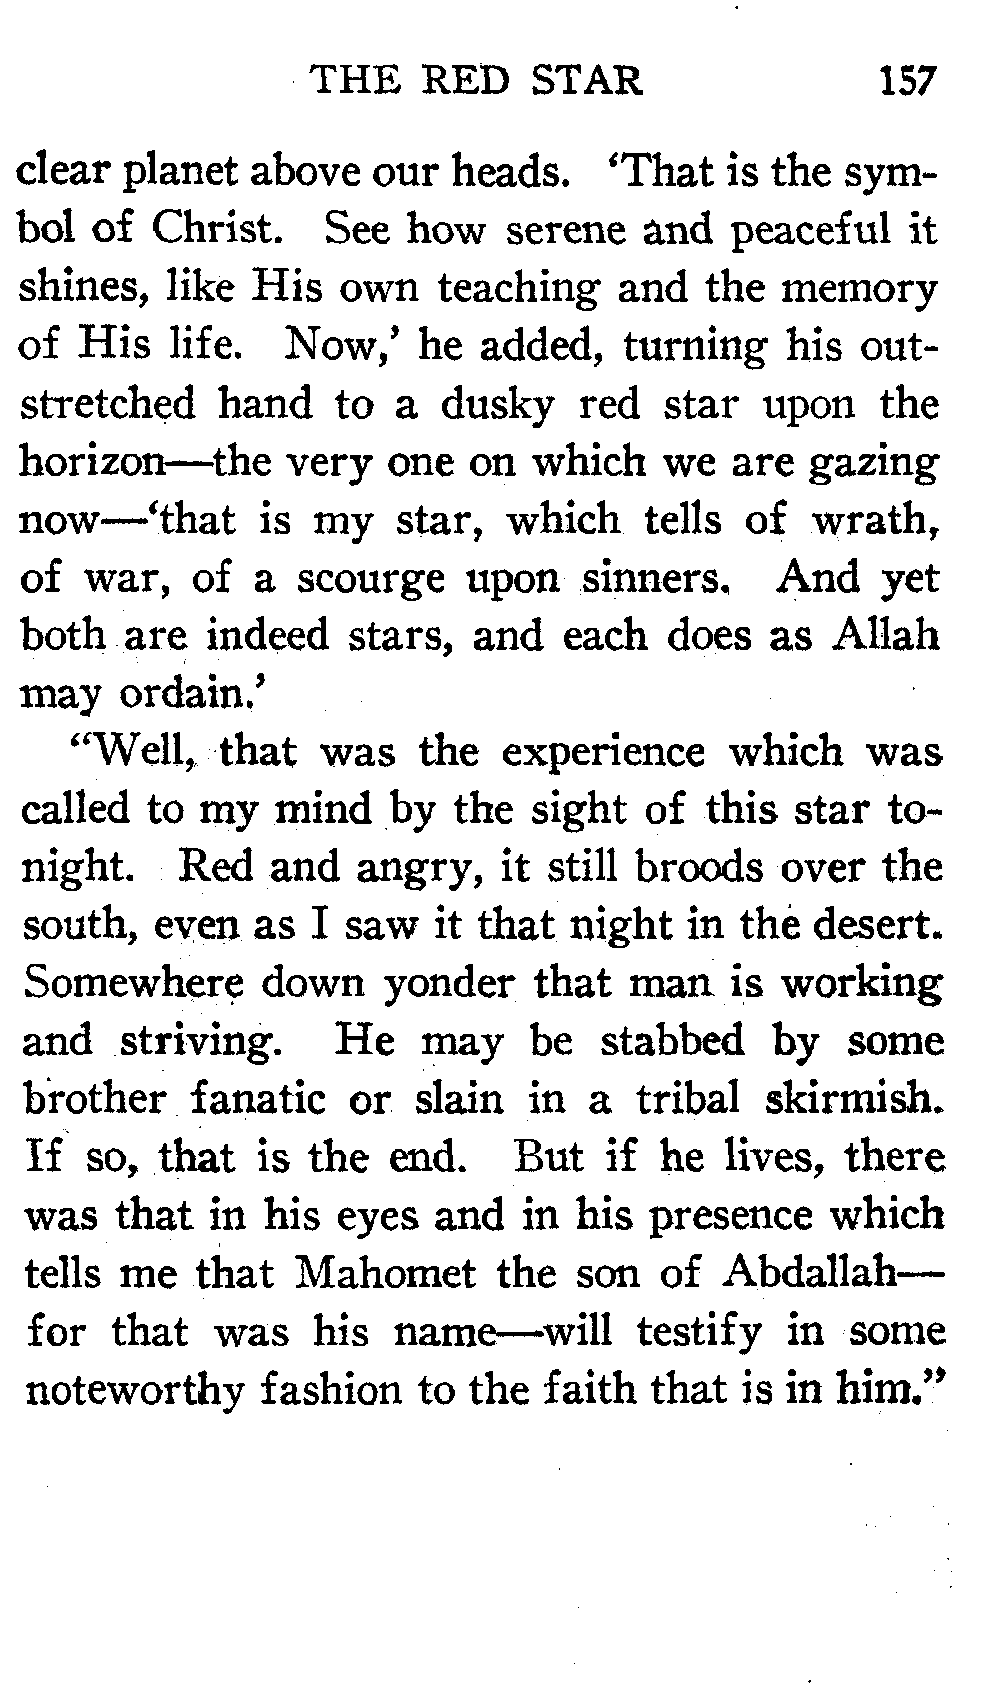 THE RED STAR 157
clear planet above our heads. ‘That is the sym-
bol of Christ. See how serene and peaceful it
shines, like His own teaching and the memory
of His life. Now,’ he added, turning his out-
stretched hand to a dusky red star upon the
horizon—the very one on which we are gazing
now—‘that is my star, which tells of wrath,
of war, of a scourge upon sinners. And yet
both are indeed stars, and each does as Allah
may ordain.’
“Well, that was the experience which was
called to my mind by the sight of this star to-
night. Red and angry, it still broods over the
south, even as I saw it that night in the desert.
Somewhere down yonder that man is working
and striving. He may be stabbed by some
brother fanatic or slain in a tribal skirmish.
If so, that is the end. But if he lives, there
was that in his eyes and in his presence which
tells me that Mahomet the son of Abdallah—
for that was his name—will testify in some
noteworthy fashion to the faith that is in him.”